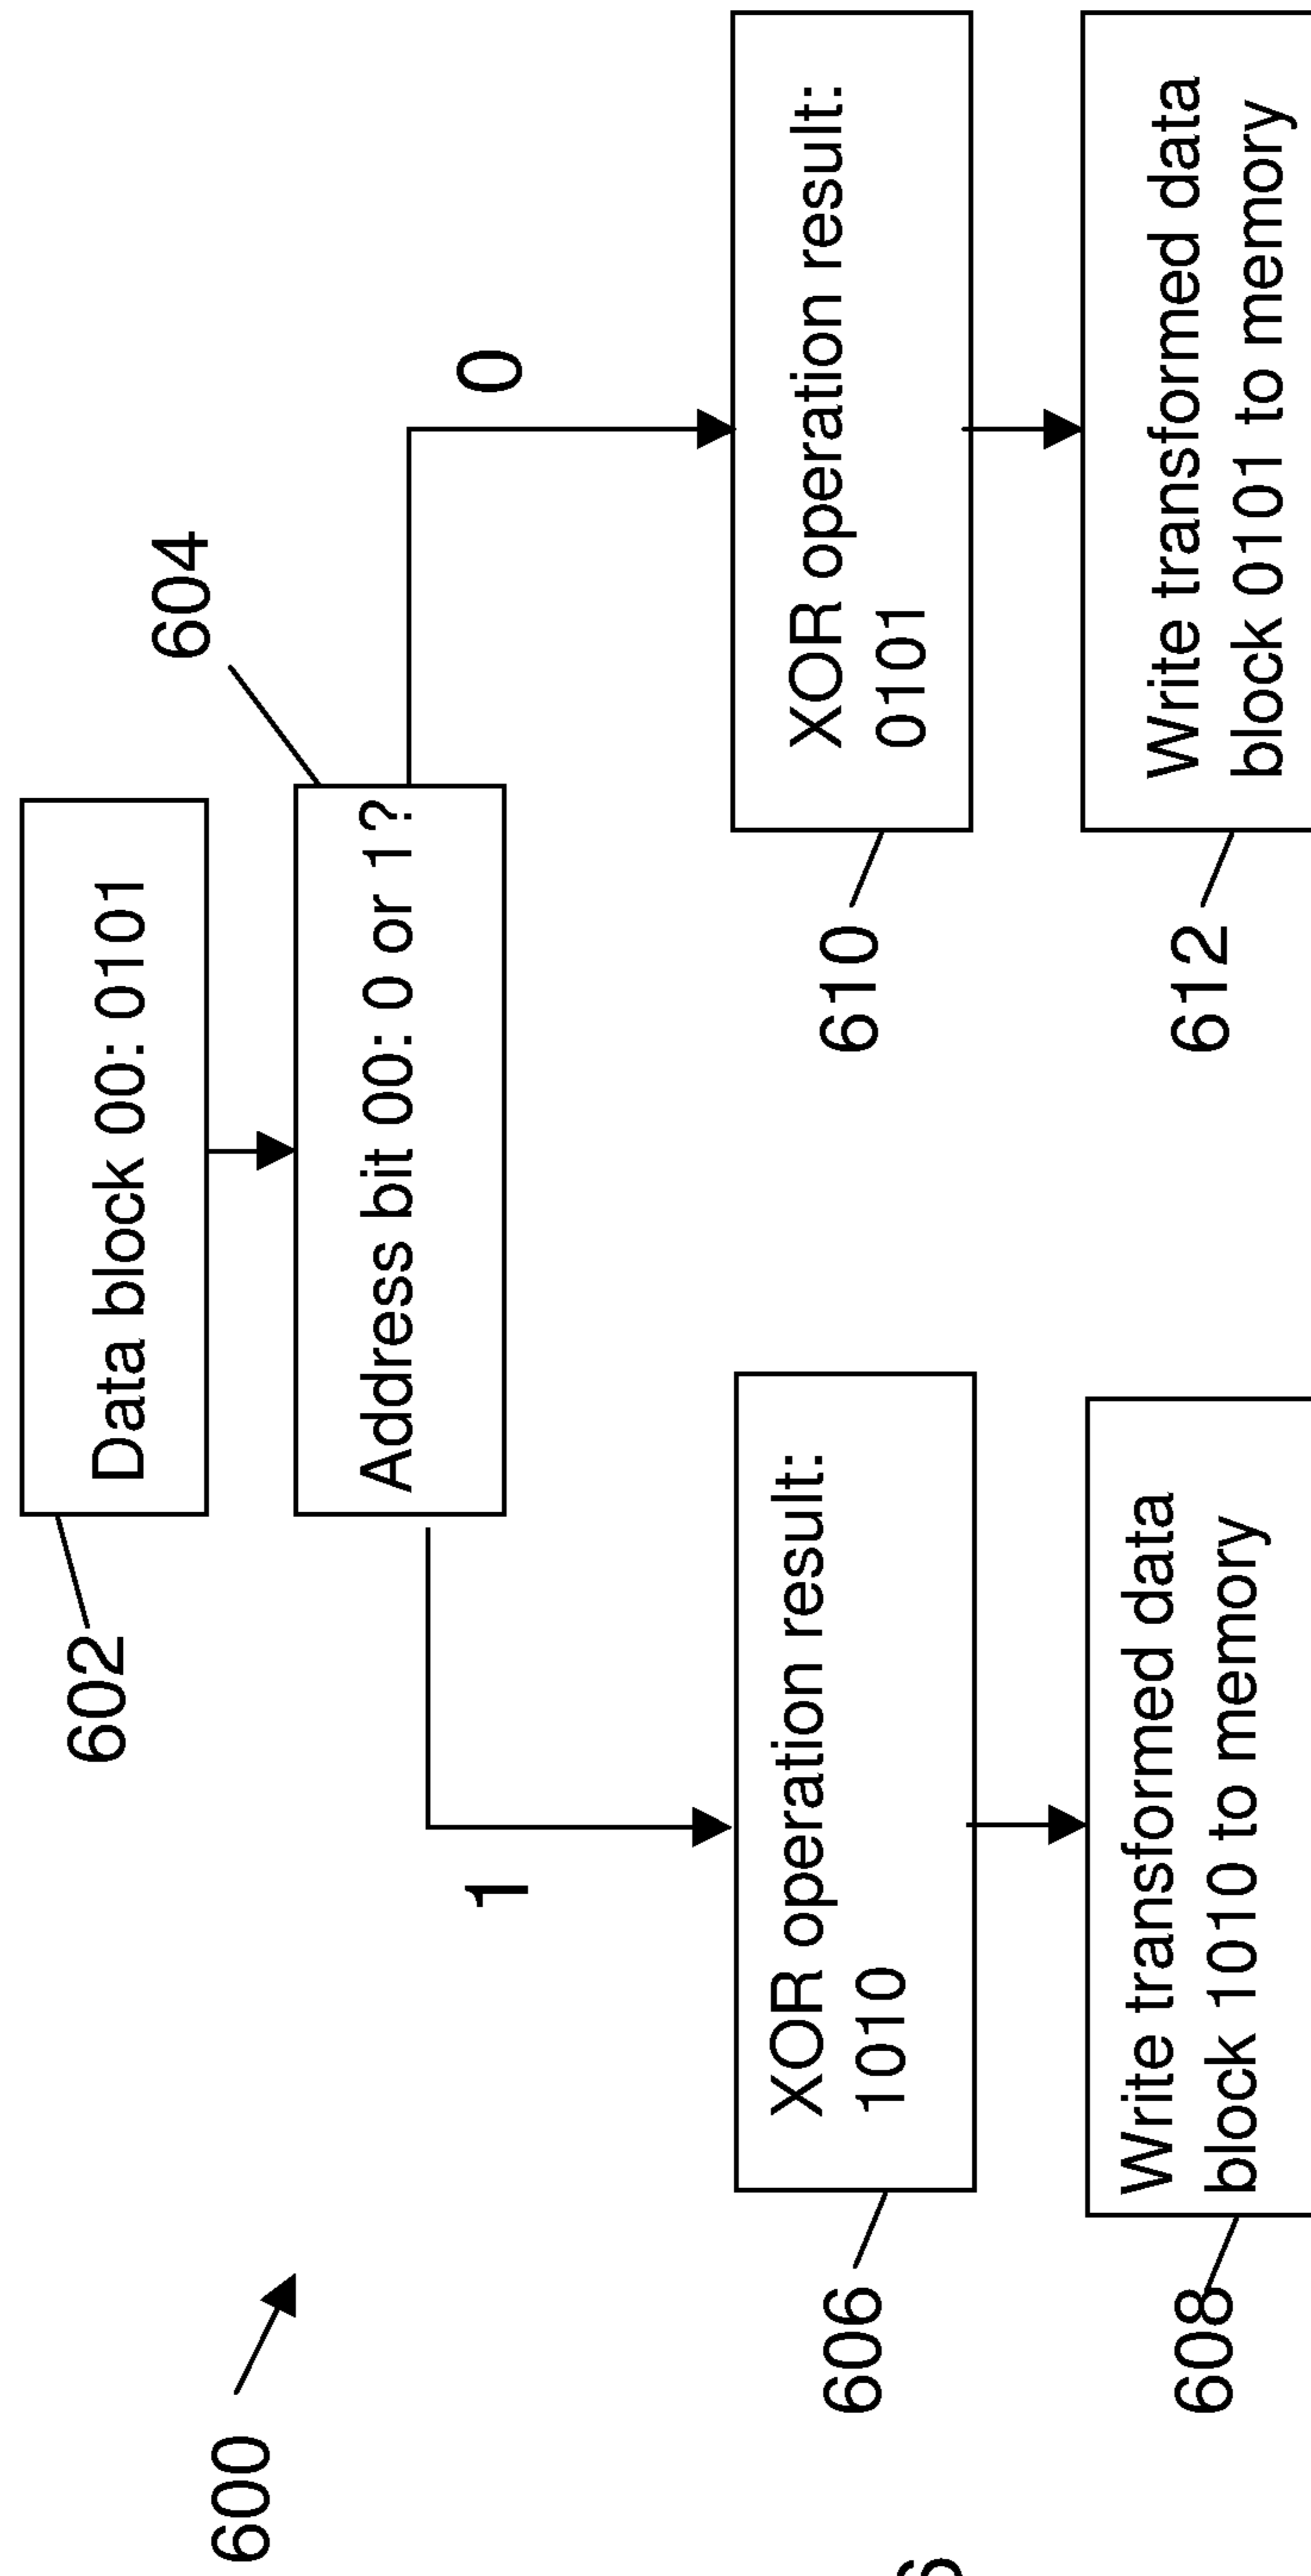 600
602
Data block 00: 0101
604
Address bit 00: 0 or 1?
1
0
606
XOR operation result:
1010
610
XOR operation result:
0101
608
Write transformed data
block 1010 to memory
612
Write transformed data
block 0101 to memory